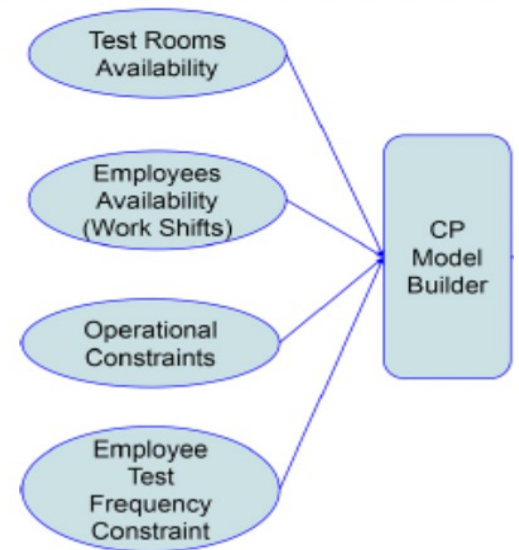 Test Rooms
Availability
Employees
Availability
(Work Shifts)
Operational
Constraints
Employee
Test
Frequency
Constraint
CP
Model
Builder